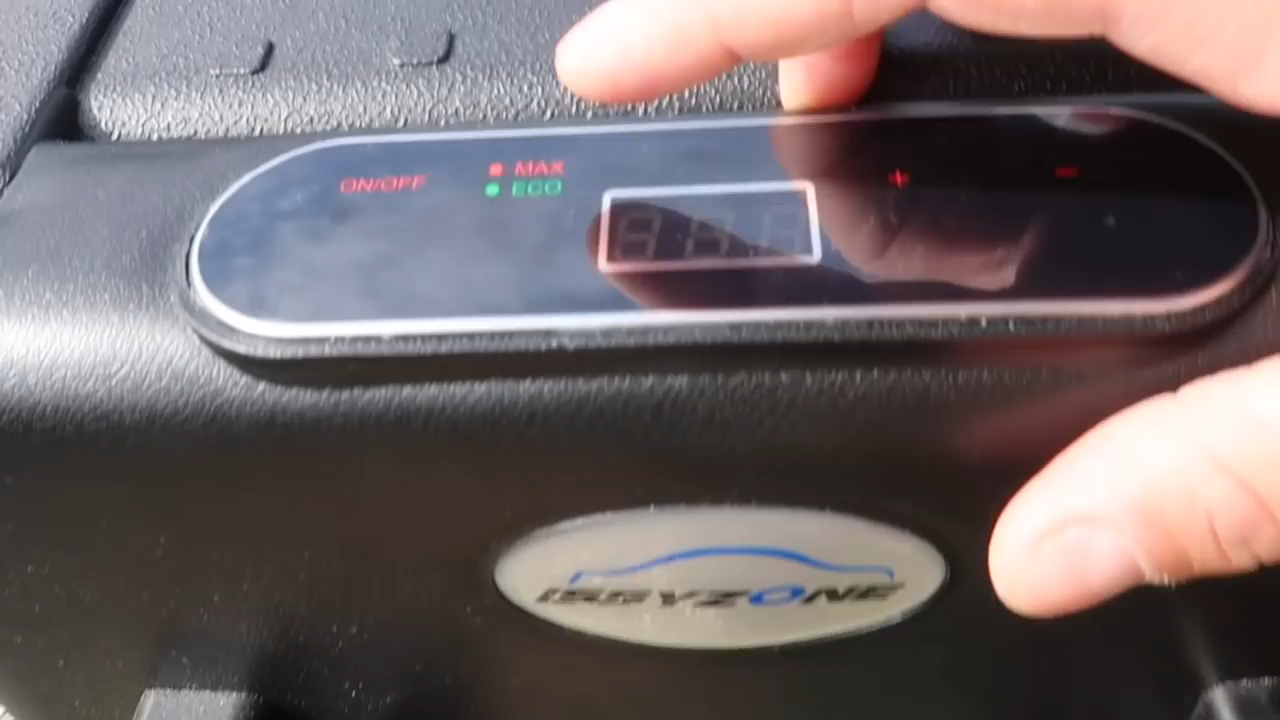 ON/OFF
MAX
ECO
+
-
ISSYZONE